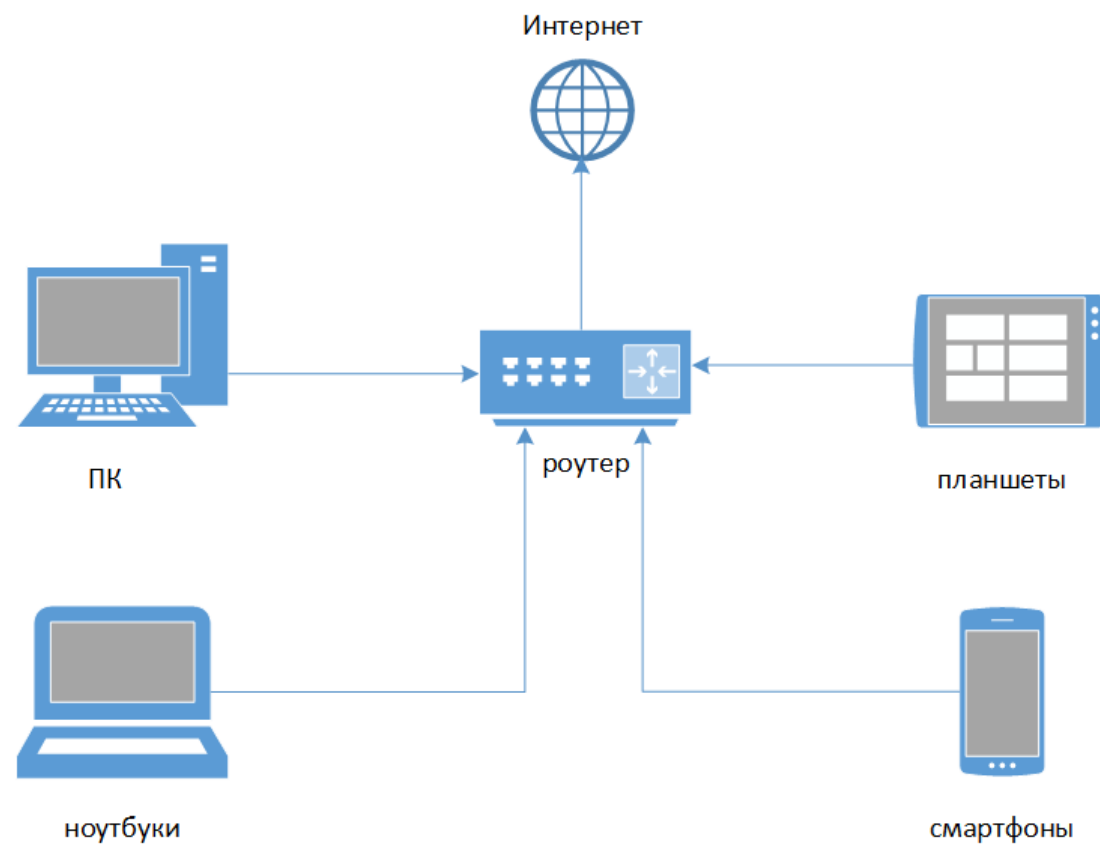 Интернет
роутер
ПК
планшеты
ноутбуки
смартфоны